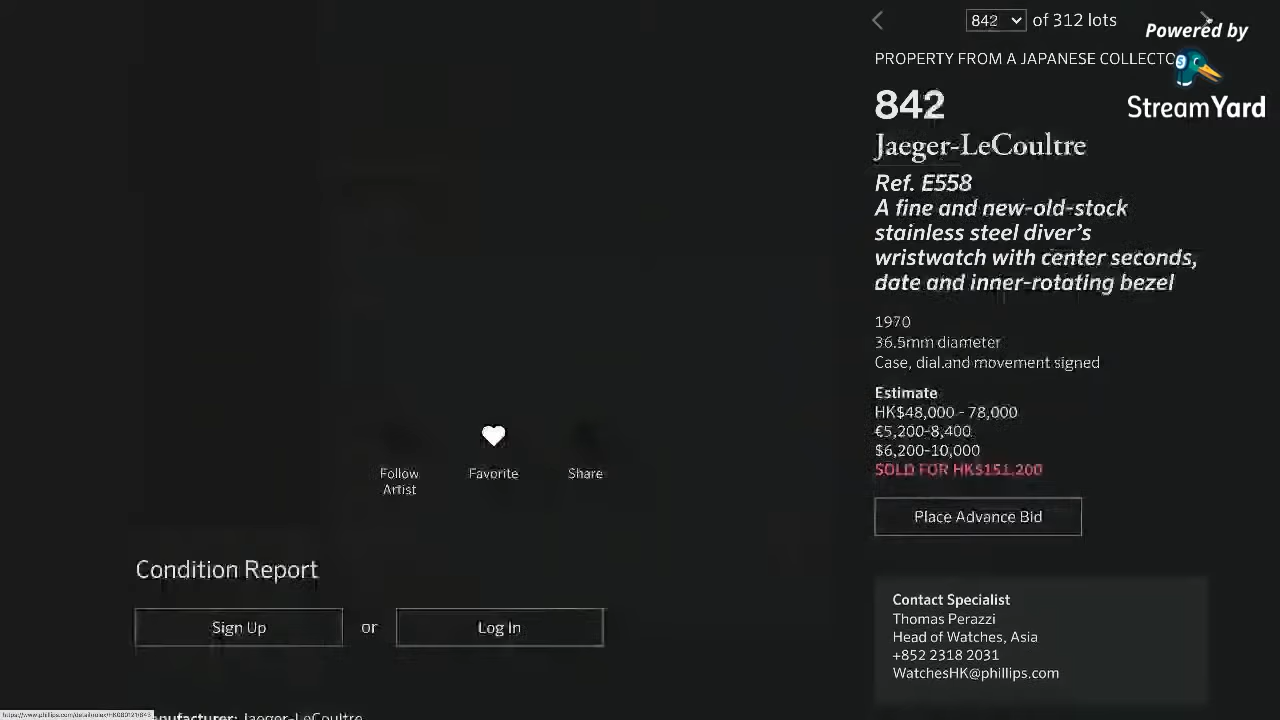 842 of 312 lots
Powered by
StreamYard
PROPERTY FROM A JAPANESE COLLECTO
842
Jaeger-LeCoultre
Ref. E558
A fine and new-old-stock
stainless steel diver's
wristwatch with center seconds,
date and inner-rotating bezel
1970
36.5mm diameter
Case, dial and movement signed
Estimate
HK$48,000 - 78,000
€5,200-8,400
$6,200-10,000
SOLD FOR HK$151,200
Place Advance Bid
Follow
Artist
Favorite
Share
Condition Report
Sign Up
or
Log In
Contact Specialist
Thomas Perazzi
Head of Watches, Asia
+852 2318 2031
WatchesHK@phillips.com
nufacturer: Jaeger-LeCoultre